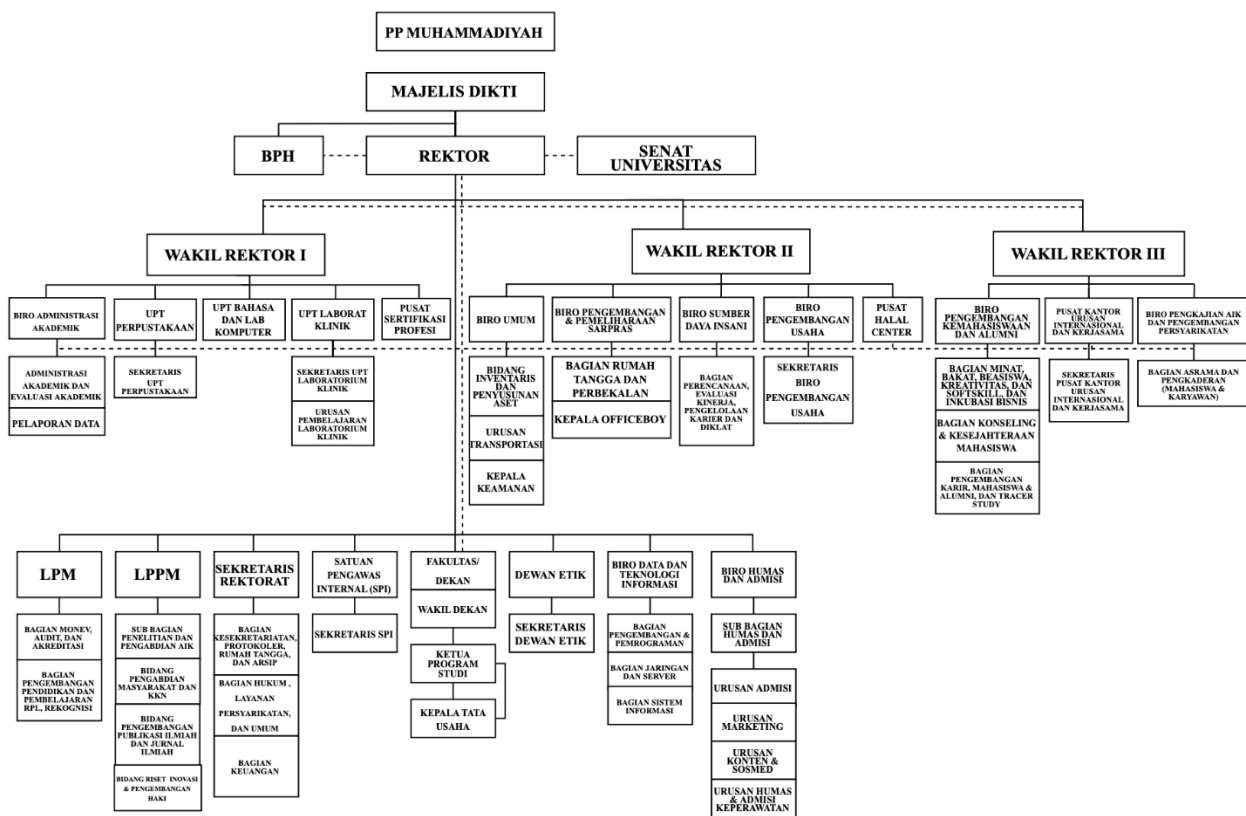 PP MUHAMMADIYAH
MAJELIS DIKTI
BPH
REKTOR
SENAT
UNIVERSITAS
WAKIL REKTOR I
WAKIL REKTOR II
WAKIL REKTOR III
BIRO ADMINISTRASI
AKADEMIK
UPT
PERPUSTAKAAN
UPT BAHASA
DAN LAB
KOMPUTER
UPT LABORAT
KLINIK
PUSAT
SERTIFIKASI
PROFESI
BIRO UMUM
BIRO PENGEMBANGAN
& PEMELIHARAAN
SARPRAS
BIRO SUMBER
DAYA INSANI
BIRO
PENGEMBANGAN
USAHA
PUSAT
HALAL
CENTER
BIRO
PENGEMBANGAN
KEMAHASISWAAN
DAN ALUMNI
PUSAT KANTOR
URUSAN
INTERNASIONAL
DAN KERJASAMA
BIRO PENGKAJIAN AIK
DAN PENGEMBANGAN
PERSYARIKATAN
ADMINISTRASI
AKADEMIK DAN
EVALUASI AKADEMIK
PELAPORAN DATA
SEKRETARIS
UPT
PERPUSTAKAAN
SEKRETARIS UPT
LABORATORIUM
KLINIK
URUSAN
PEMBELAJARAN
LABORATORIUM
KLINIK
BIDANG
INVENTARIS
DAN
PENYUSUNAN
ASET
URUSAN
TRANSPORTASI
KEPALA
KEAMANAN
BAGIAN RUMAH
TANGGA DAN
PERBEKALAN
KEPALA OFFICEBOY
BAGIAN
PERENCANAAN,
EVALUASI
KINERJA,
PENGELOLAAN
KARIER DAN
DIKLAT
SEKRETARIS
BIRO
PENGEMBANGAN
USAHA
BAGIAN MINAT,
BAKAT, BEASISWA,
KREATIVITAS, DAN
SOFTSKILL, DAN
INKUBASI BISNIS
BAGIAN KONSELING
& KESEJAHTERAAN
MAHASISWA
BAGIAN
PENGEMBANGAN
KARIR, MAHASISWA &
ALUMNI, DAN TRACER
STUDY
SEKRETARIS
PUSAT KANTOR
URUSAN
INTERNASIONAL
DAN KERJASAMA
BAGIAN ASRAMA DAN
PENGKADERAN
(MAHASISWA &
KARYAWAN)
LPM
LPPM
SEKRETARIS
REKTORAT
SATUAN
PENGAWAS
INTERNAL (SPI)
FAKULTAS/
DEKAN
DEWAN ETIK
BIRO DATA DAN
TEKNOLOGI
INFORMASI
BIRO HUMAS
DAN ADMISI
BAGIAN MONEV,
AUDIT, DAN
AKREDITASI
BAGIAN
PENGEMBANGAN
PENDIDIKAN DAN
PEMBELAJARAN
RPL, REKOGNISI
SUB BAGIAN
PENELITIAN DAN
PENGABDIAN AIK
BIDANG
PENGABDIAN
MASYARAKAT DAN
KKN
BIDANG
PENGEMBANGAN
PUBLIKASI ILMIAH
DAN JURNAL
ILMIAH
BIDANG RISET INOVASI
& PENGEMBANGAN
HAKI
BAGIAN
KESEKRETARIATAN,
PROTOKOLER,
RUMAH TANGGA,
DAN ARSIP
BAGIAN HUKUM ,
LAYANAN
PERSYARIKATAN,
DAN UMUM
BAGIAN
KEUANGAN
SEKRETARIS SPI
WAKIL DEKAN
KETUA
PROGRAM
STUDI
KEPALA TATA
USAHA
SEKRETARIS
DEWAN ETIK
BAGIAN
PENGEMBANGAN &
PEMROGRAMAN
BAGIAN JARINGAN
DAN SERVER
BAGIAN SISTEM
INFORMASI
SUB BAGIAN
HUMAS DAN
ADMISI
URUSAN ADMISI
URUSAN
MARKETING
URUSAN
KONTEN &
SOSMED
URUSAN HUMAS
& ADMISI
KEPERAWATAN